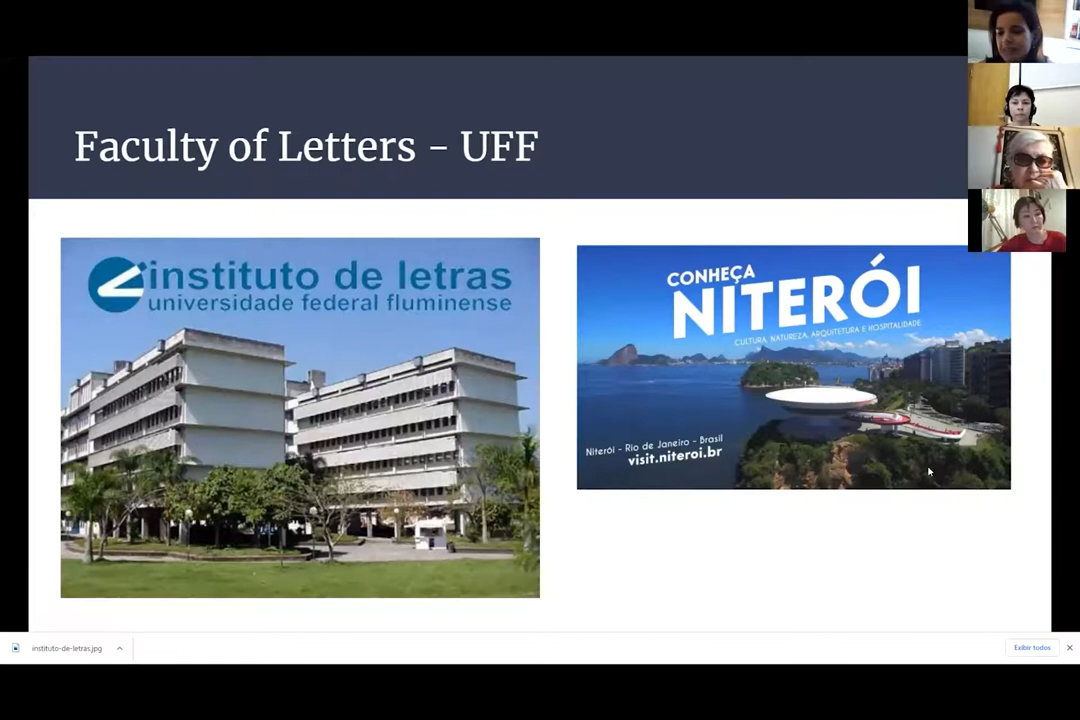 Faculty of Letters - UFF
instituto de letras
universidade federal fluminense
CONHEÇA
NITERÓI
CULTURA, NATUREZA, ARQUITETURA E HOSPITALIDADE
Niterói - Rio de Janeiro - Brasil
visit.niteroi.br
instituto-de-letras.jpg
Exibir todos